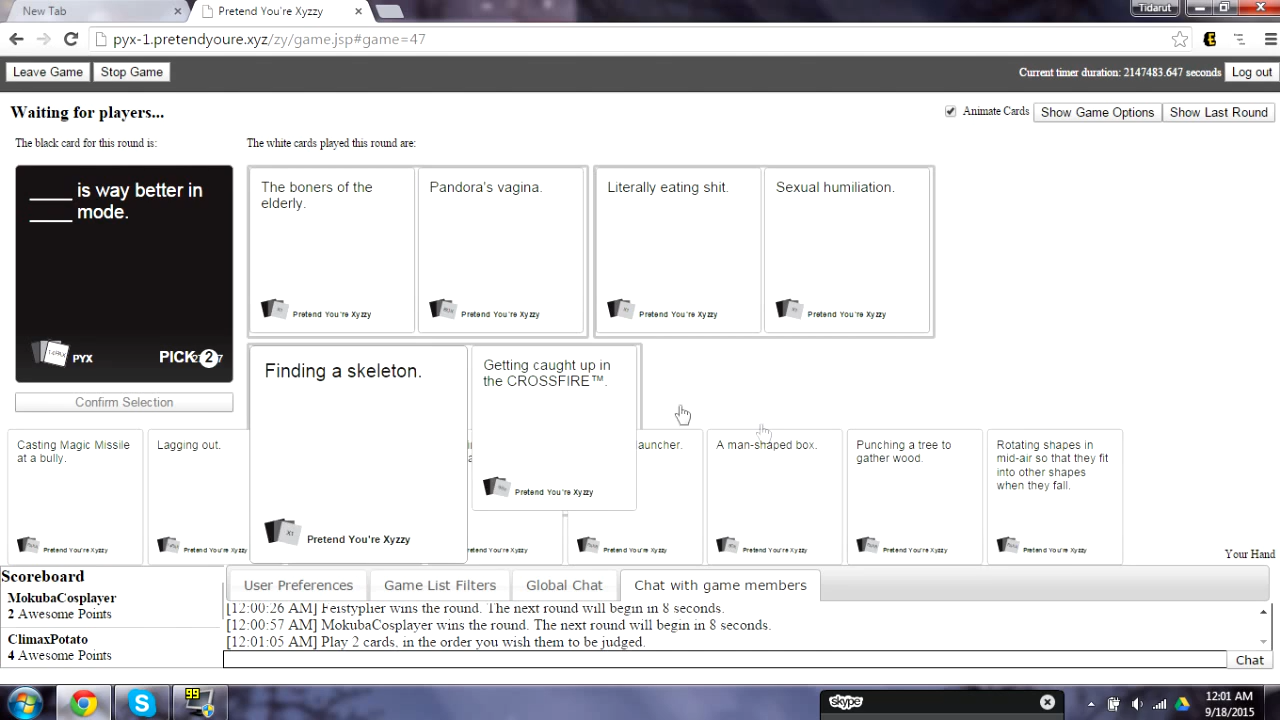 New Tab
Pretend You're Xyzzy
Tidarut
pyx-1.pretendyoure.xyz/zy/game.jsp#game=47
Leave Game
Stop Game
Current timer duration: 2147483.647 seconds
Log out
Waiting for players...
Animate Cards
Show Game Options
Show Last Round
The black card for this round is:
The white cards played this round are:
____ is way better in
____ mode.
PYX
PICK 2
Confirm Selection
The boners of the
elderly.
Pretend You're Xyzzy
Pandora's vagina.
Pretend You're Xyzzy
Literally eating shit.
Pretend You're Xyzzy
Sexual humiliation.
Pretend You're Xyzzy
Finding a skeleton.
X1
Pretend You're Xyzzy
Getting caught up in
the CROSSFIRE™.
Pretend You're Xyzzy
Casting Magic Missile
at a bully.
Pretend You're Xyzzy
Lagging out.
Pretend You're Xyzzy
retend You're Xyzzy
auncher.
Pretend You're Xyzzy
A man-shaped box.
Pretend You're Xyzzy
Punching a tree to
gather wood.
Pretend You're Xyzzy
Rotating shapes in
mid-air so that they fit
into other shapes
when they fall.
Pretend You're Xyzzy
Your Hand
Scoreboard
MokubaCosplayer
2 Awesome Points
ClimaxPotato
4 Awesome Points
User Preferences
Game List Filters
Global Chat
Chat with game members
[12:00:26 AM] Feistyplier wins the round. The next round will begin in 8 seconds.
[12:00:57 AM] MokubaCosplayer wins the round. The next round will begin in 8 seconds.
[12:01:05 AM] Play 2 cards, in the order you wish them to be judged.
Chat
99
skype
12:01 AM
9/18/2015